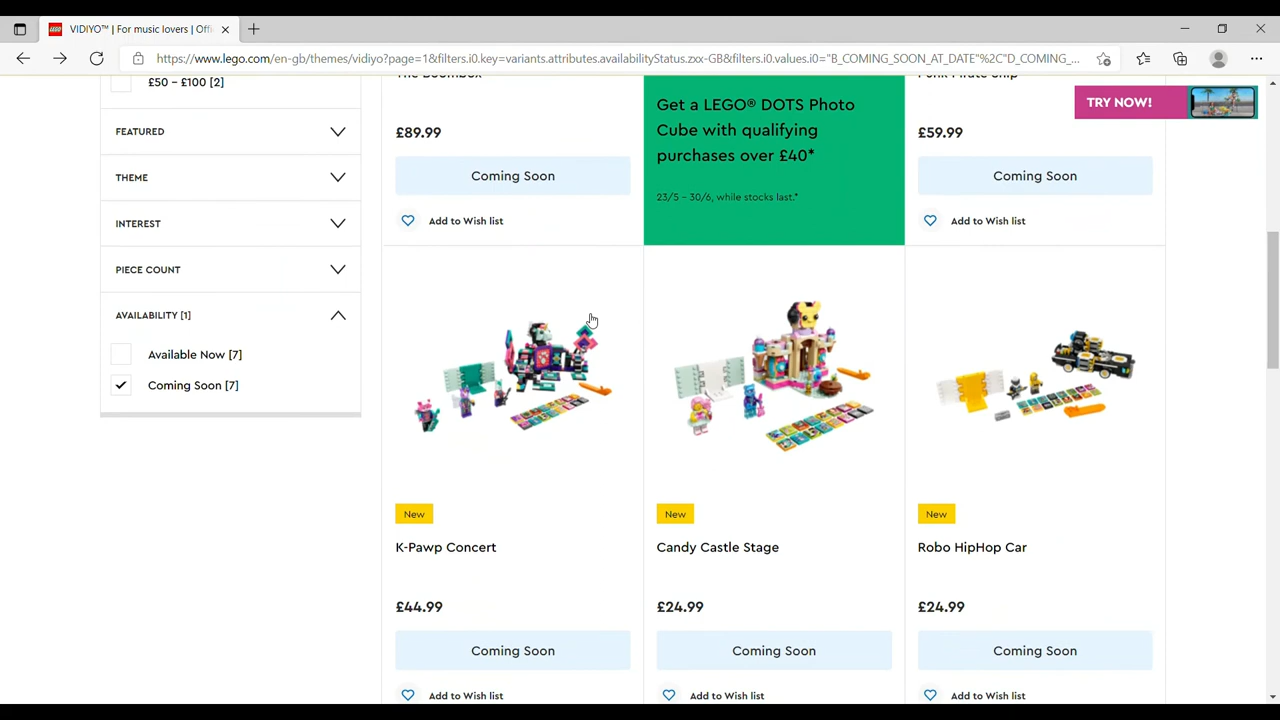 VIDIYO™ | For music lovers | Offi
https://www.lego.com/en-gb/themes/vidiyo?page=1&filters.i0.key=variants.attributes.availabilityStatus.zxx-GB&filters.i0.values.i0="B_COMING_SOON_AT_DATE"%2C"D_COMING_...
TRY NOW!
£50 – £100 [2]
FEATURED
THEME
INTEREST
PIECE COUNT
AVAILABILITY [1]
Available Now [7]
Coming Soon [7]
The Boombox
£89.99
Coming Soon
Add to Wish list
Get a LEGO® DOTS Photo
Cube with qualifying
purchases over £40*
23/5 – 30/6, while stocks last.*
Punk Pirate Ship
£59.99
Coming Soon
Add to Wish list
New
K-Pawp Concert
£44.99
Coming Soon
Add to Wish list
New
Candy Castle Stage
£24.99
Coming Soon
Add to Wish list
New
Robo HipHop Car
£24.99
Coming Soon
Add to Wish list